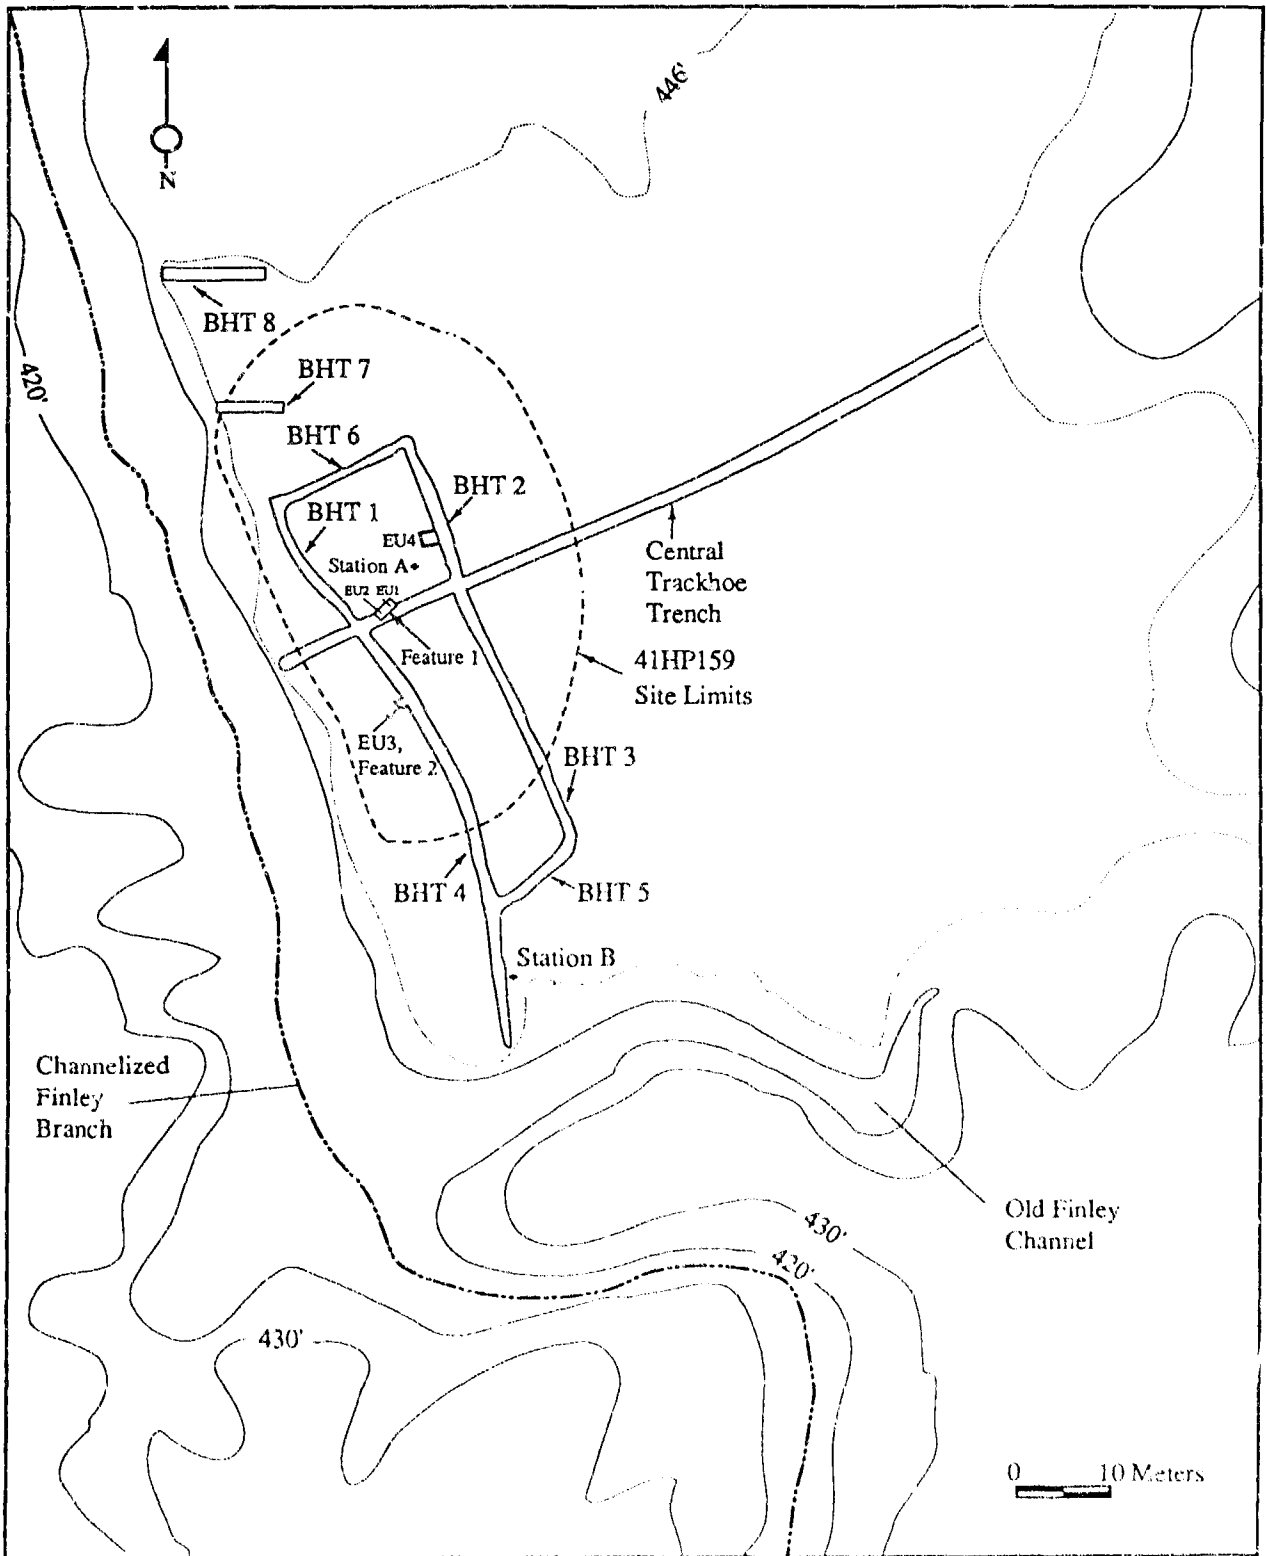 446'
N
BHT 8
420'
BHT 7
BHT 6
BHT 2
BHT 1
EU4
Station A
EU2 EU1
Central
Trackhoe
Trench
Feature 1
41HP159
Site Limits
EU3,
Feature 2
BHT 3
BHT 4
BHT 5
Station B
Channelized
Finley
Branch
Old Finley
Channel
430'
420'
430'
0 10 Meters